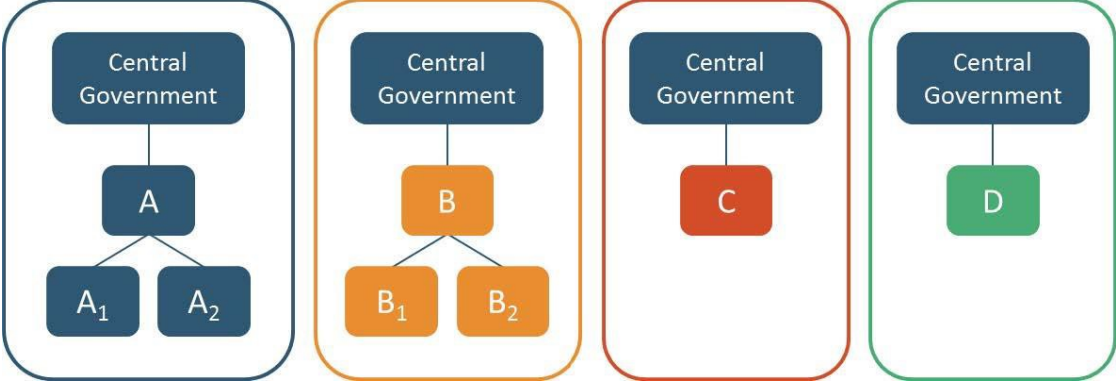 Central
Government
A
A₁ A₂
Central
Government
B
B₁ B₂
Central
Government
C
Central
Government
D